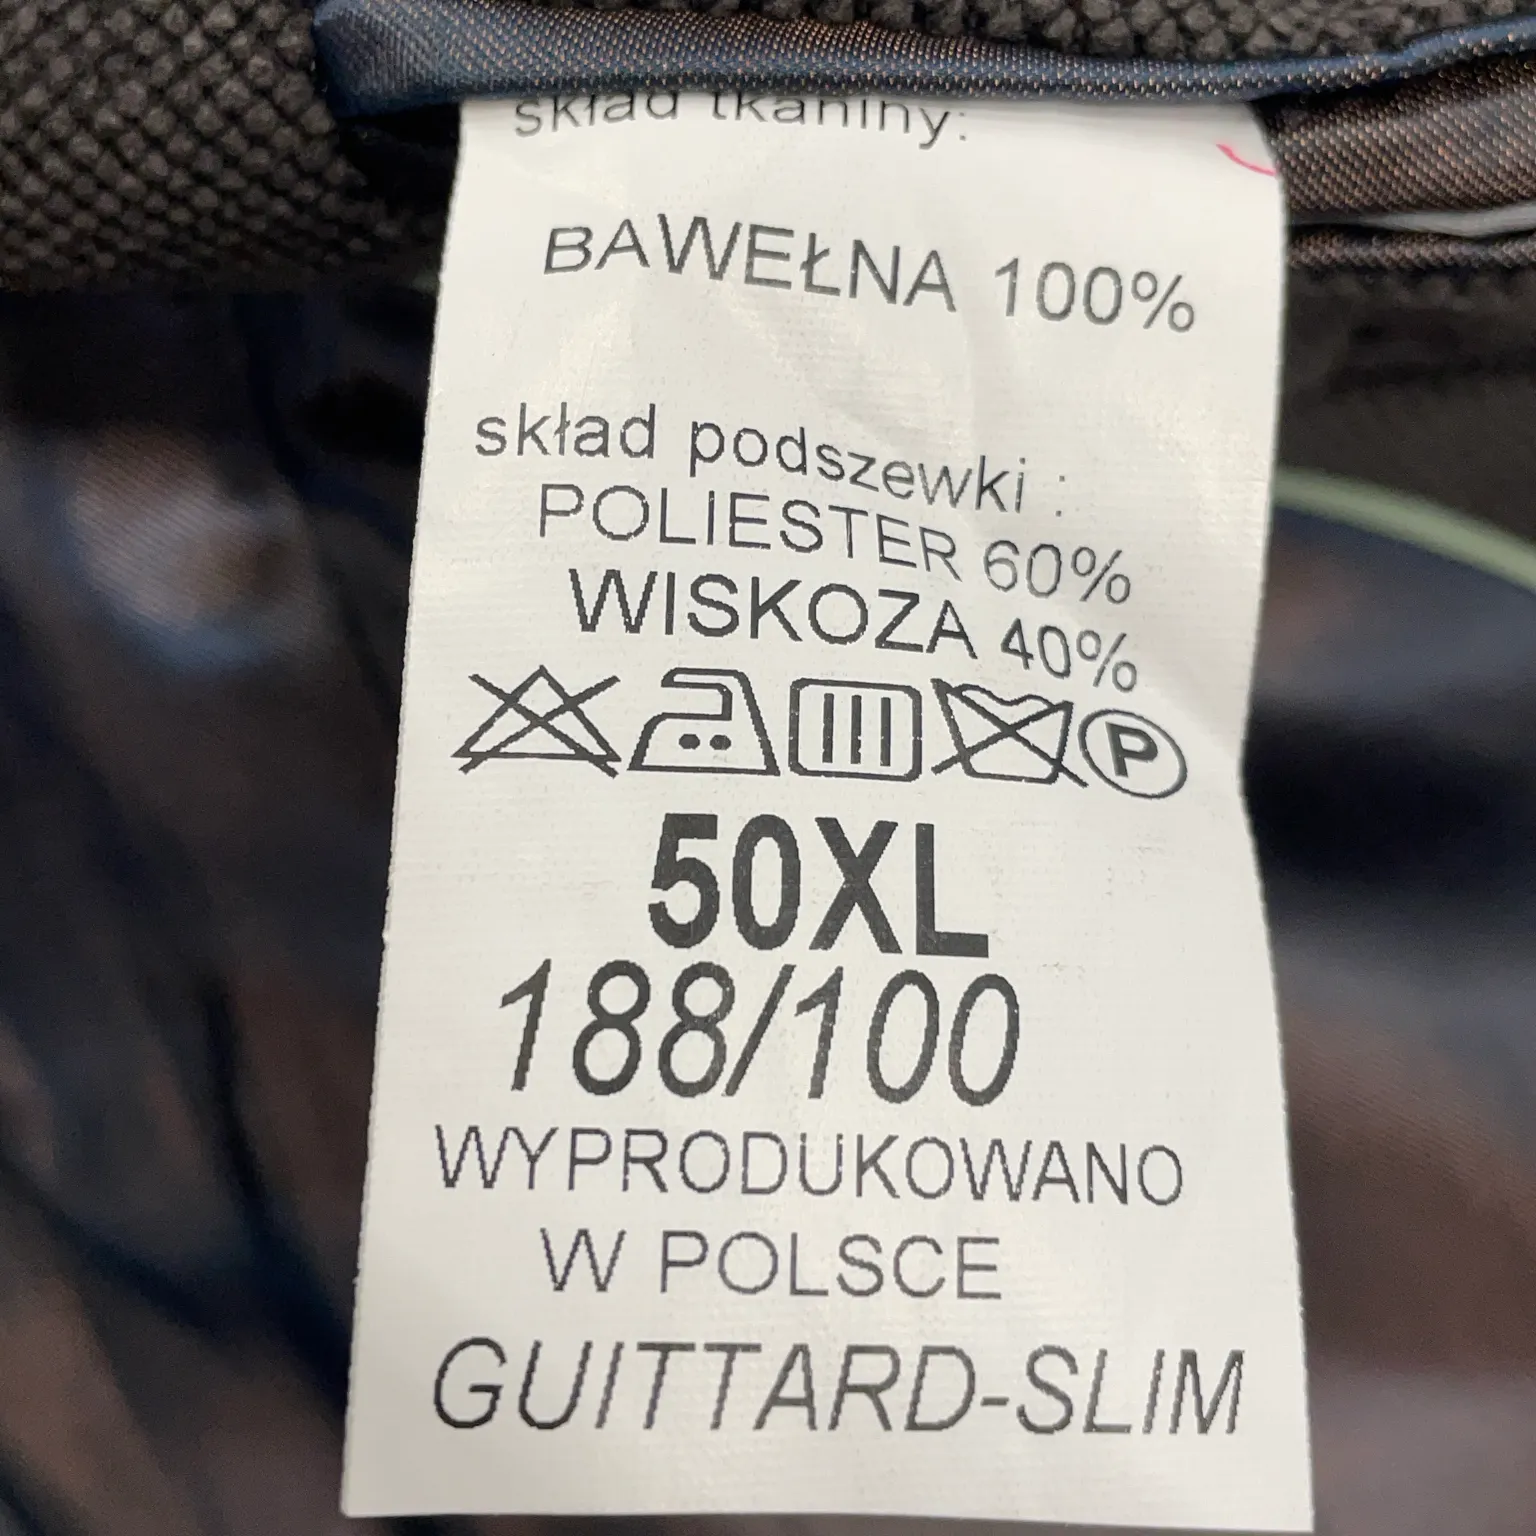 skład tkaniny:
BAWEŁNA 100%
skład podszewki :
POLIESTER 60%
WISKOZA 40%
P
50XL
188/100
WYPRODUKOWANO
W POLSCE
GUITTARD-SLIM